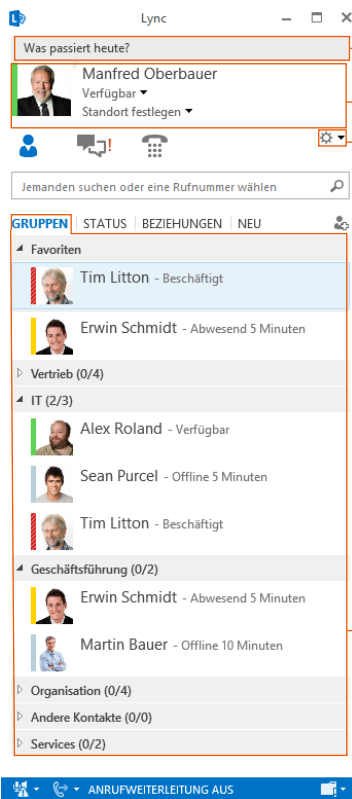 Lync
Was passiert heute?
Manfred Oberbauer
Verfügbar
Standort festlegen
Jemanden suchen oder eine Rufnummer wählen
GRUPPEN STATUS BEZIEHUNGEN NEU
Favoriten
Tim Litton - Beschäftigt
Erwin Schmidt - Abwesend 5 Minuten
Vertrieb (0/4)
IT (2/3)
Alex Roland - Verfügbar
Sean Purcel - Offline 5 Minuten
Tim Litton - Beschäftigt
Geschäftsführung (0/2)
Erwin Schmidt - Abwesend 5 Minuten
Martin Bauer - Offline 10 Minuten
Organisation (0/4)
Andere Kontakte (0/0)
Services (0/2)
ANRUFWEITERLEITUNG AUS